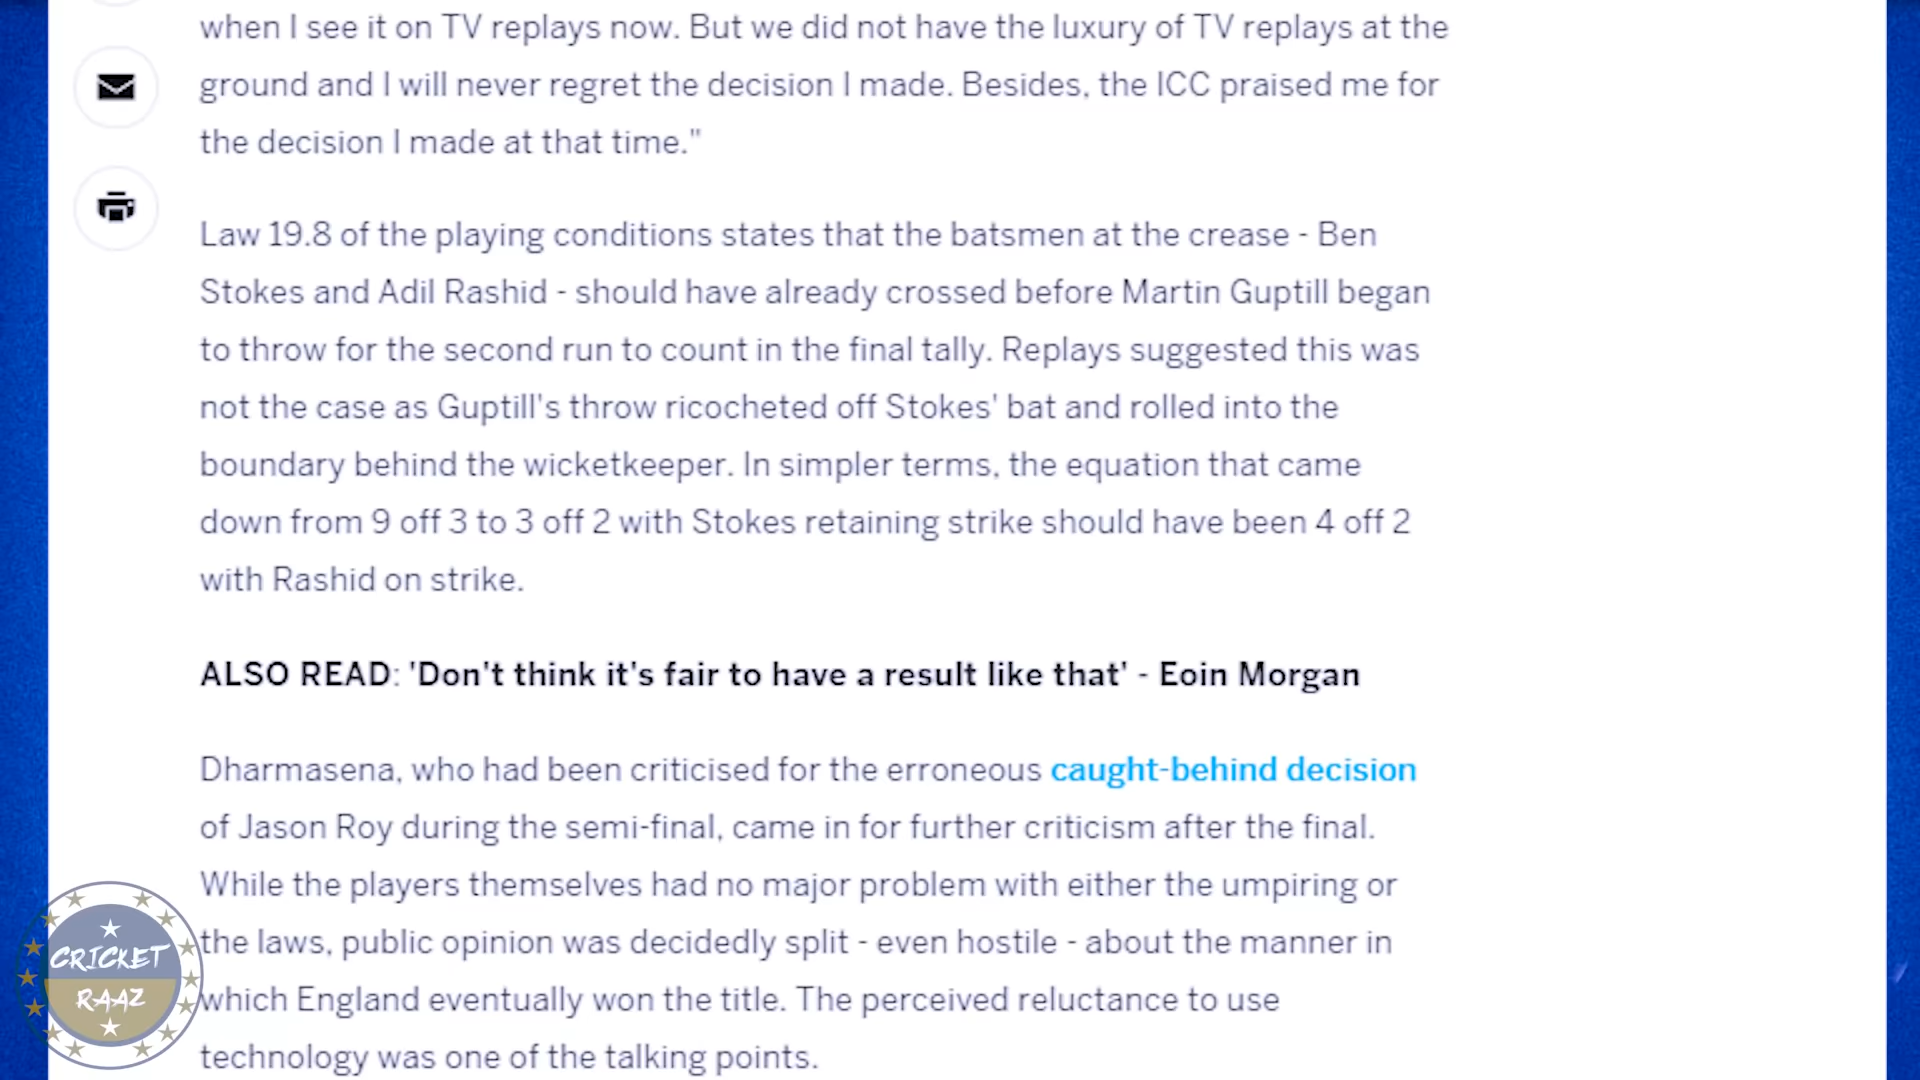 when I see it on TV replays now. But we did not have the luxury of TV replays at the
ground and I will never regret the decision I made. Besides, the ICC praised me for
the decision I made at that time."
Law 19.8 of the playing conditions states that the batsmen at the crease - Ben
Stokes and Adil Rashid - should have already crossed before Martin Guptill began
to throw for the second run to count in the final tally. Replays suggested this was
not the case as Guptill's throw ricocheted off Stokes' bat and rolled into the
boundary behind the wicketkeeper. In simpler terms, the equation that came
down from 9 off 3 to 3 off 2 with Stokes retaining strike should have been 4 off 2
with Rashid on strike.
ALSO READ: 'Don't think it's fair to have a result like that' - Eoin Morgan
Dharmasena, who had been criticised for the erroneous caught-behind decision
of Jason Roy during the semi-final, came in for further criticism after the final.
While the players themselves had no major problem with either the umpiring or
the laws, public opinion was decidedly split - even hostile - about the manner in
which England eventually won the title. The perceived reluctance to use
technology was one of the talking points.
CRICKET
RAAZ